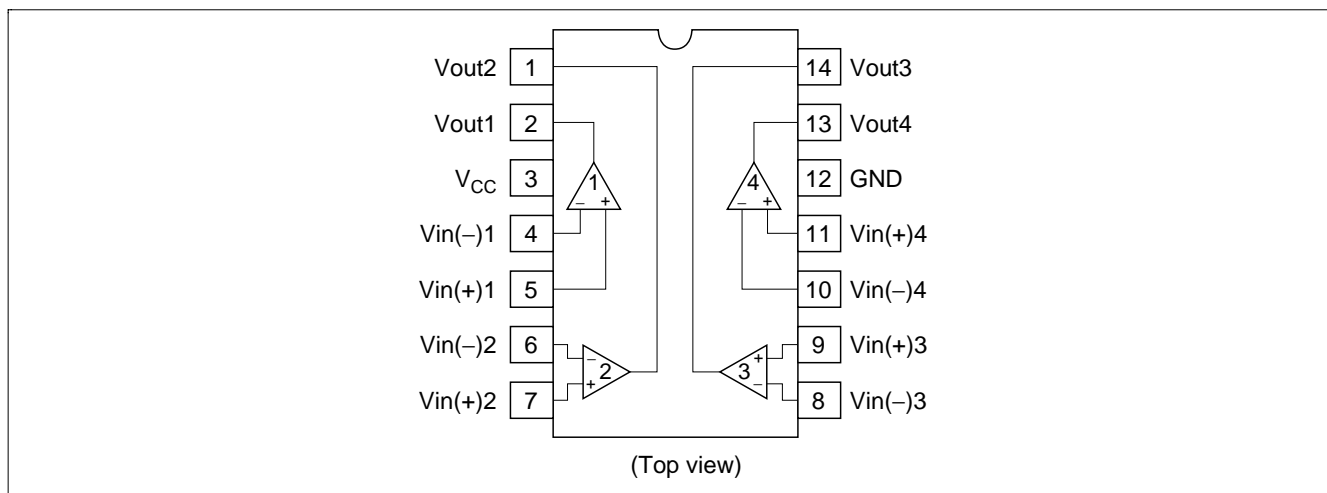 Vout2 1 14 Vout3
Vout1 2 13 Vout4
VCC 3 1 4 12 GND
− + − +
Vin(−)1 4 11 Vin(+)4
Vin(+)1 5 10 Vin(−)4
Vin(−)2 6 − + 9 Vin(+)3
2 3
Vin(+)2 7 + − 8 Vin(−)3
(Top view)